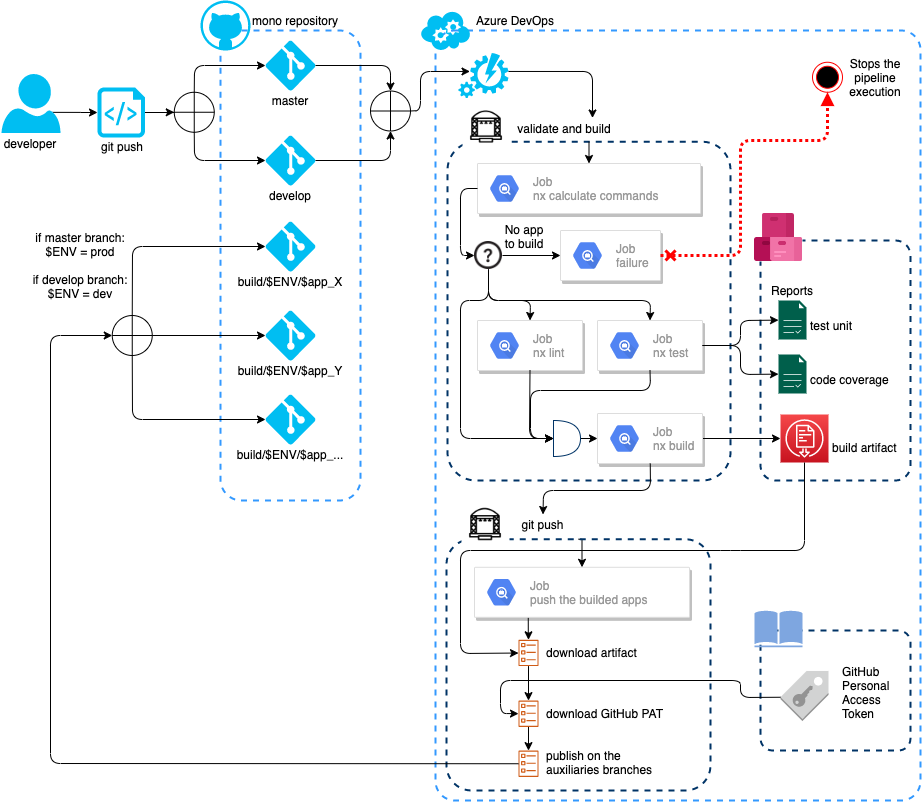 mono repository
Azure DevOps
developer
git push
master
develop
if master branch:
$ENV = prod
if develop branch:
$ENV = dev
build/$ENV/$app_X
build/$ENV/$app_Y
build/$ENV/$app_...
Stops the
pipeline
execution
validate and build
Job
nx calculate commands
No app
to build
?
Job
failure
Job
nx lint
Job
nx test
Job
nx build
Reports
test unit
code coverage
build artifact
git push
Job
push the builded apps
download artifact
download GitHub PAT
publish on the
auxiliaries branches
GitHub
Personal
Access
Token